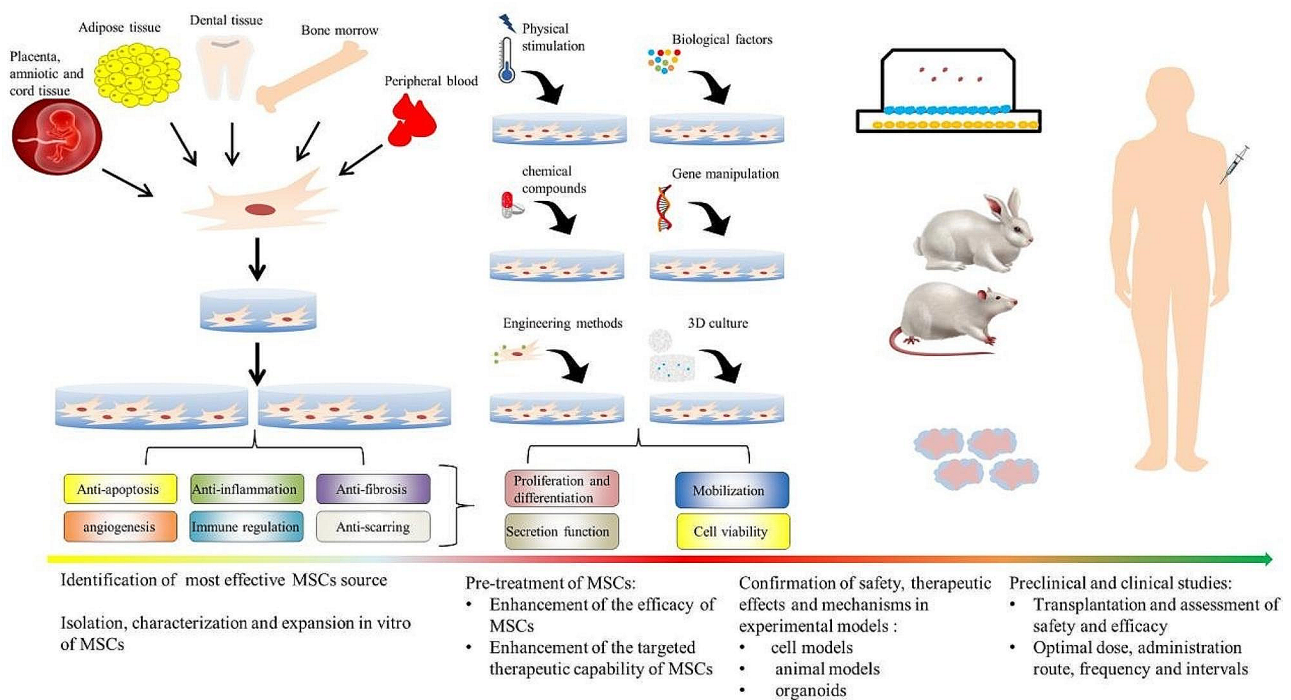 Placenta,
amniotic and
cord tissue
Adipose tissue
Dental tissue
Bone morrow
Peripheral blood
Anti-apoptosis
Anti-inflammation
Anti-fibrosis
angiogenesis
Immune regulation
Anti-scarring
Physical
stimulation
Biological factors
chemical
compounds
Gene manipulation
Engineering methods
3D culture
Proliferation and
differentiation
Mobilization
Secretion function
Cell viability
Identification of most effective MSCs source
Isolation, characterization and expansion in vitro
of MSCs
Pre-treatment of MSCs:
• Enhancement of the efficacy of
MSCs
• Enhancement of the targeted
therapeutic capability of MSCs
Confirmation of safety, therapeutic
effects and mechanisms in
experimental models :
• cell models
• animal models
• organoids
Preclinical and clinical studies:
• Transplantation and assessment of
safety and efficacy
• Optimal dose, administration
route, frequency and intervals